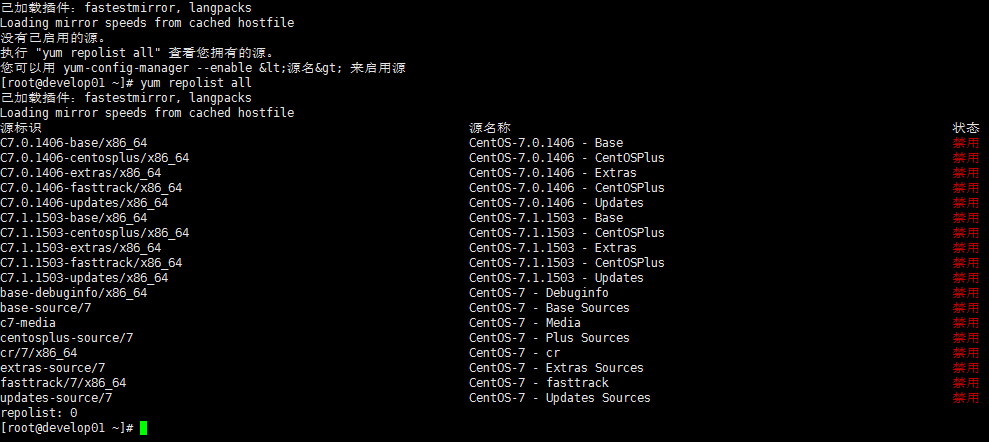 已加载插件：fastestmirror, langpacks
Loading mirror speeds from cached hostfile
没有已启用的源。
执行 "yum repolist all" 查看您拥有的源。
您可以用 yum-config-manager --enable &lt;源名&gt; 来启用源
[root@develop01 ~]# yum repolist all
已加载插件：fastestmirror, langpacks
Loading mirror speeds from cached hostfile
源标识 源名称 状态
C7.0.1406-base/x86_64 CentOS-7.0.1406 - Base 禁用
C7.0.1406-centosplus/x86_64 CentOS-7.0.1406 - CentOSPlus 禁用
C7.0.1406-extras/x86_64 CentOS-7.0.1406 - Extras 禁用
C7.0.1406-fasttrack/x86_64 CentOS-7.0.1406 - CentOSPlus 禁用
C7.0.1406-updates/x86_64 CentOS-7.0.1406 - Updates 禁用
C7.1.1503-base/x86_64 CentOS-7.1.1503 - Base 禁用
C7.1.1503-centosplus/x86_64 CentOS-7.1.1503 - CentOSPlus 禁用
C7.1.1503-extras/x86_64 CentOS-7.1.1503 - Extras 禁用
C7.1.1503-fasttrack/x86_64 CentOS-7.1.1503 - CentOSPlus 禁用
C7.1.1503-updates/x86_64 CentOS-7.1.1503 - Updates 禁用
base-debuginfo/x86_64 CentOS-7 - Debuginfo 禁用
base-source/7 CentOS-7 - Base Sources 禁用
c7-media CentOS-7 - Media 禁用
centosplus-source/7 CentOS-7 - Plus Sources 禁用
cr/7/x86_64 CentOS-7 - cr 禁用
extras-source/7 CentOS-7 - Extras Sources 禁用
fasttrack/7/x86_64 CentOS-7 - fasttrack 禁用
updates-source/7 CentOS-7 - Updates Sources 禁用
repolist: 0
[root@develop01 ~]#